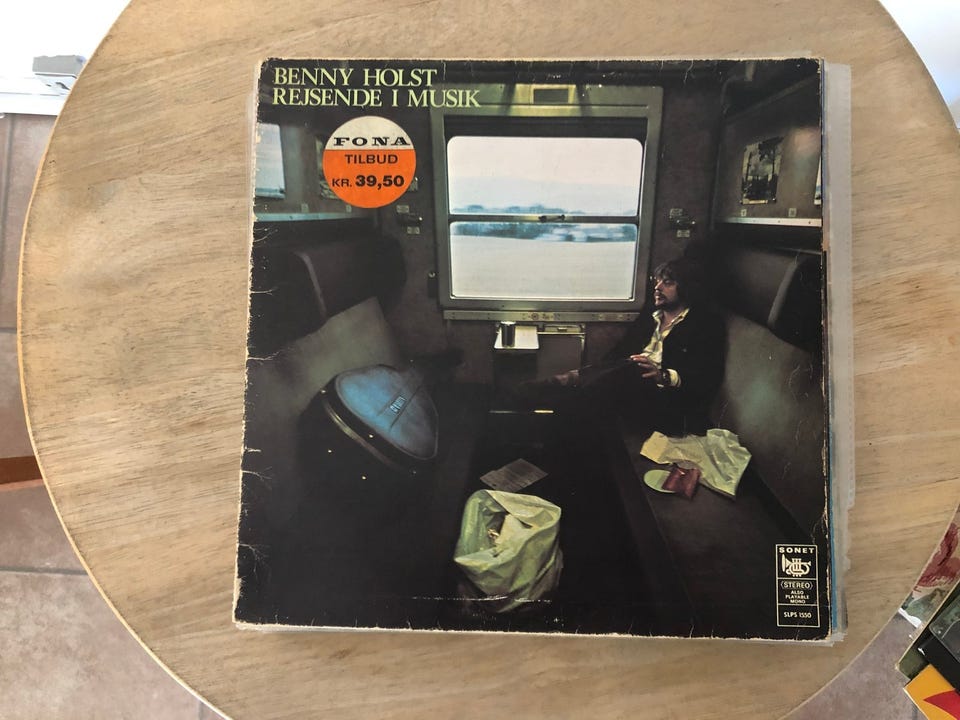 BENNY HOLST
REJSENDE I MUSIK
FONA
TILBUD
KR. 39,50
SONET
STEREO
ALSO
PLAYABLE
MONO
SLPS 1550